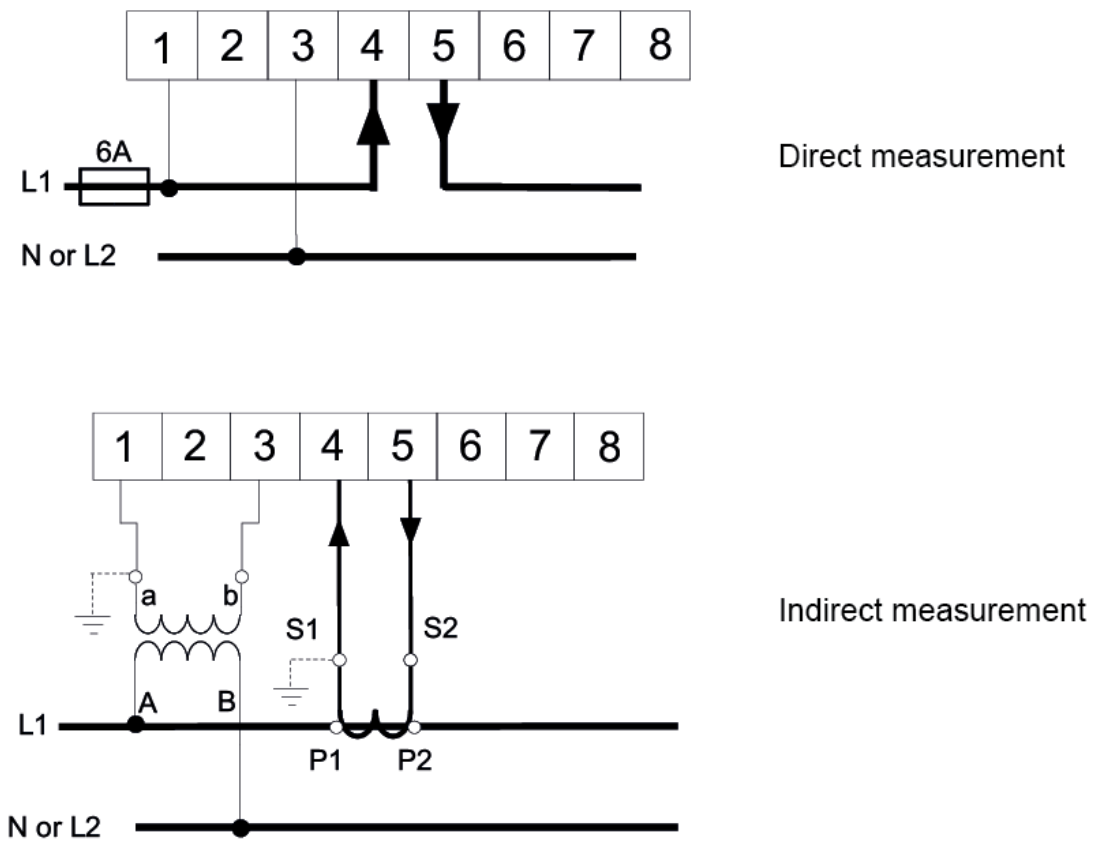 1 2 3 4 5 6 7 8
6A
Direct measurement
L1
N or L2
1 2 3 4 5 6 7 8
a b
Indirect measurement
S1 S2
A B
L1
P1 P2
N or L2